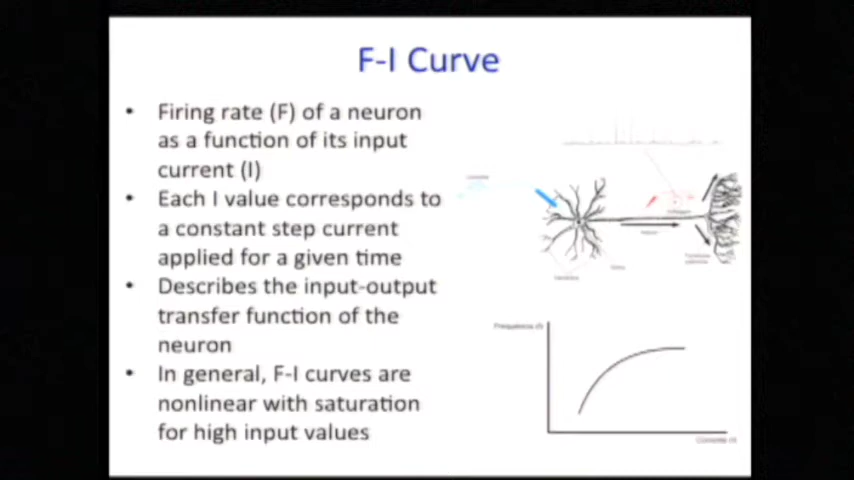 F-I Curve
• Firing rate (F) of a neuron
as a function of its input
current (I)
• Each I value corresponds to
a constant step current
applied for a given time
• Describes the input-output
transfer function of the
neuron
• In general, F-I curves are
nonlinear with saturation
for high input values